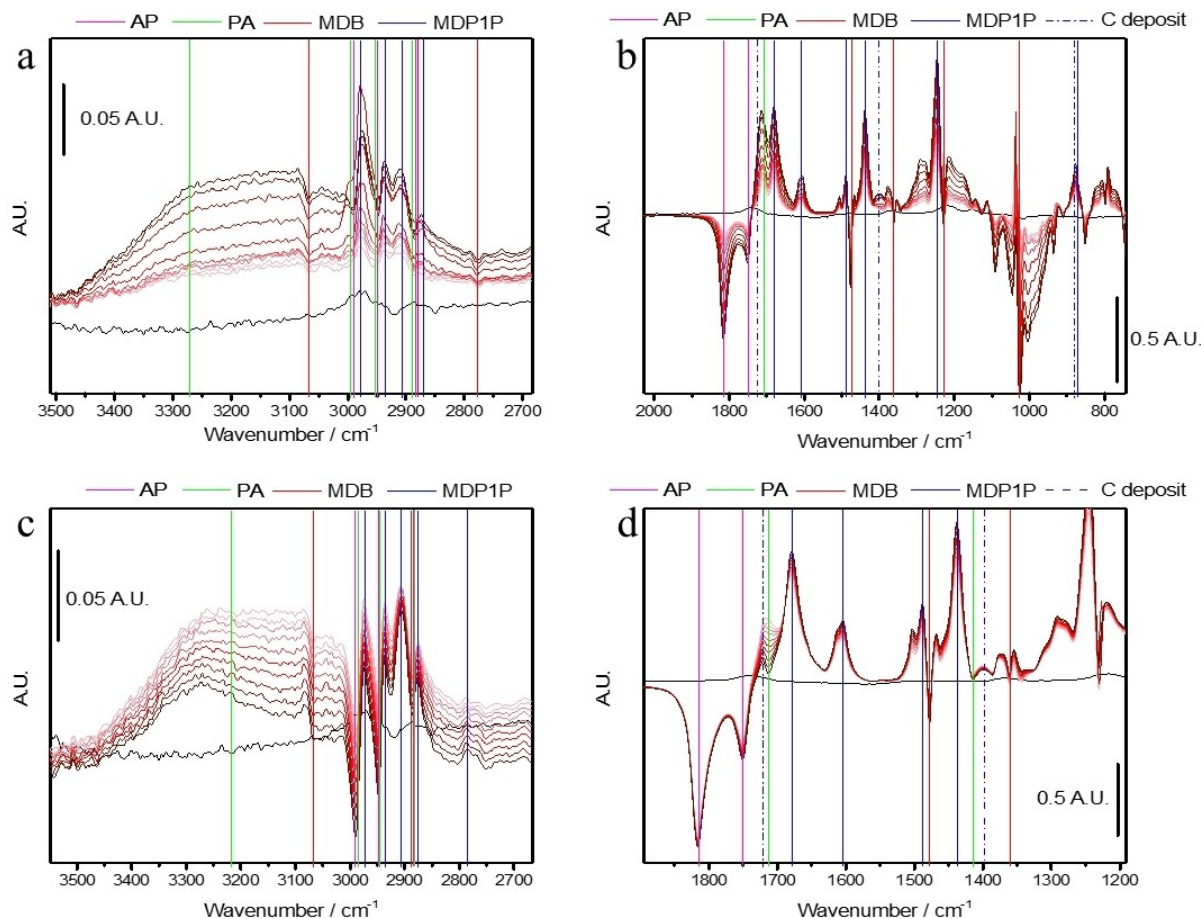 AP PA MDB MDP1P
a
0.05 A.U.
A.U.
3500 3400 3300 3200 3100 3000 2900 2800 2700
Wavenumber / cm⁻¹
AP PA MDB MDP1P C deposit
b
0.5 A.U.
A.U.
2000 1800 1600 1400 1200 1000 800
Wavenumber / cm⁻¹
AP PA MDB MDP1P
c
0.05 A.U.
A.U.
3500 3400 3300 3200 3100 3000 2900 2800 2700
Wavenumber / cm⁻¹
AP PA MDB MDP1P C deposit
d
0.5 A.U.
A.U.
1800 1700 1600 1500 1400 1300 1200
Wavenumber / cm⁻¹